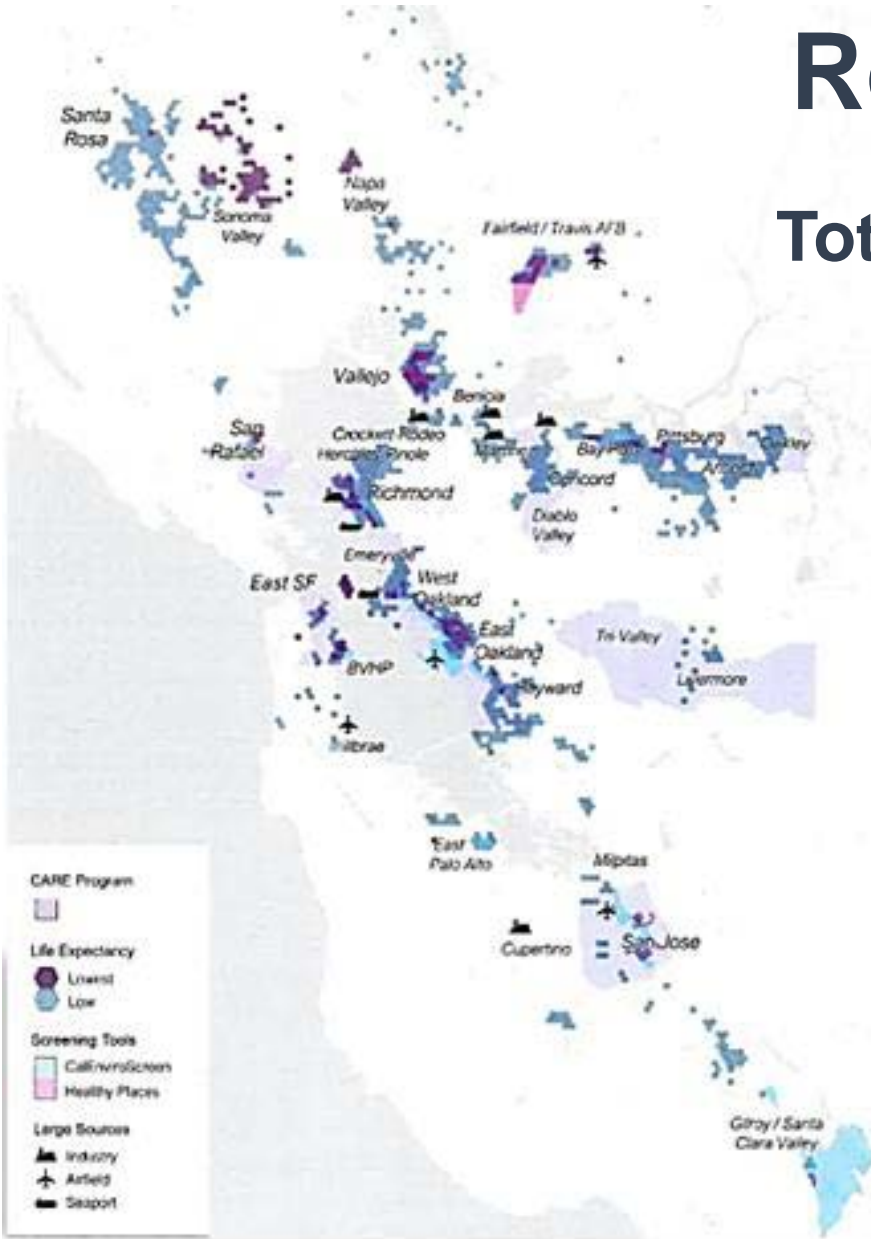 Re
Tot
Santa
Rosa
Sonoma
Valley
Napa
Valley
Fairfield / Travis AFB
Vallejo
Benicia
San
Rafael
Crockett Rodeo
Hercules Pinole
Richmond
Bay Point
Pittsburg
Antioch
Oakley
Concord
Diablo
Valley
Emeryville
East SF
West
Oakland
East
Oakland
BVHP
Hayward
Tri Valley
Livermore
Millbrae
East
Palo Alto
Milpitas
Cupertino
San Jose
Gilroy / Santa
Clara Valley
CARE Program
Life Expectancy
Lowest
Low
Screening Tools
CalEnviroScreen
Healthy Places
Large Sources
Industry
Airfield
Seaport